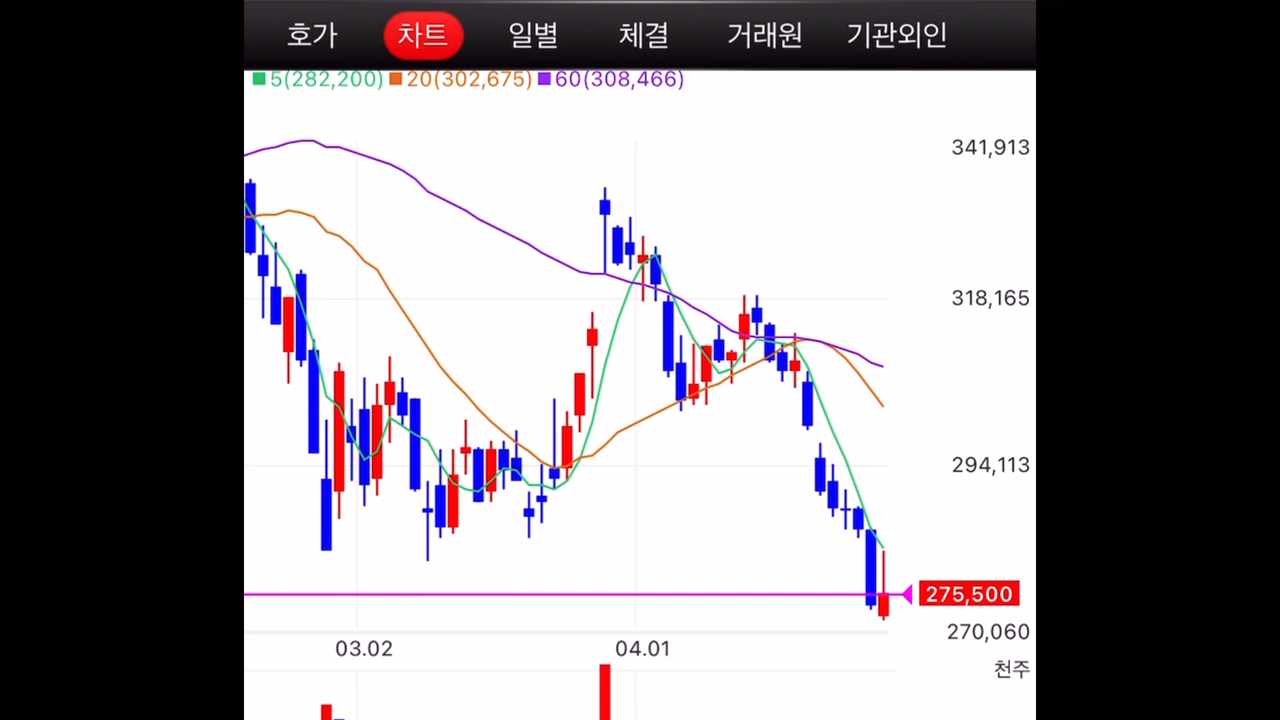 호가 차트 일별 체결 거래원 기관외인
5(282,200) 20(302,675) 60(308,466)
341,913
318,165
294,113
275,500
270,060
03.02 04.01
천주